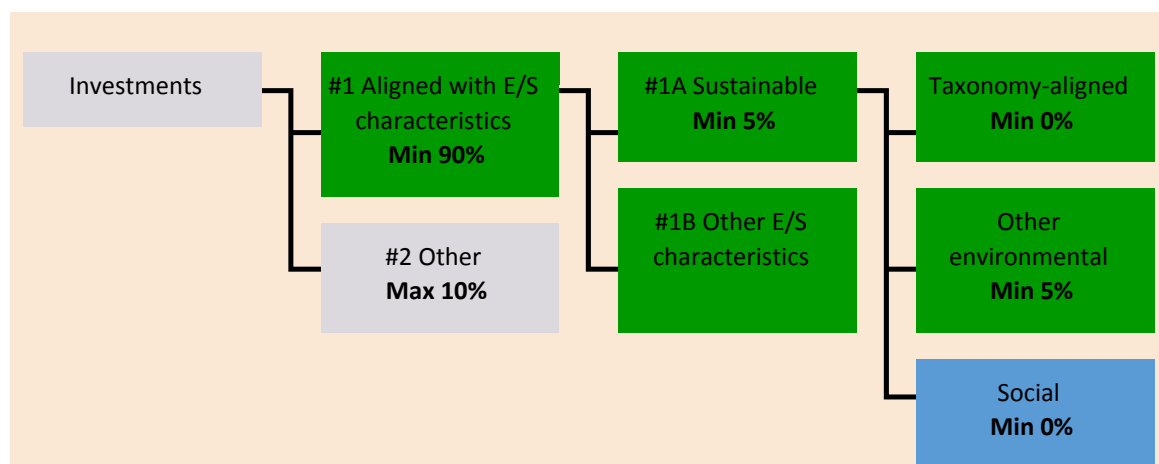 Investments
#1 Aligned with E/S
characteristics
Min 90%
#2 Other
Max 10%
#1A Sustainable
Min 5%
#1B Other E/S
characteristics
Taxonomy-aligned
Min 0%
Other
environmental
Min 5%
Social
Min 0%